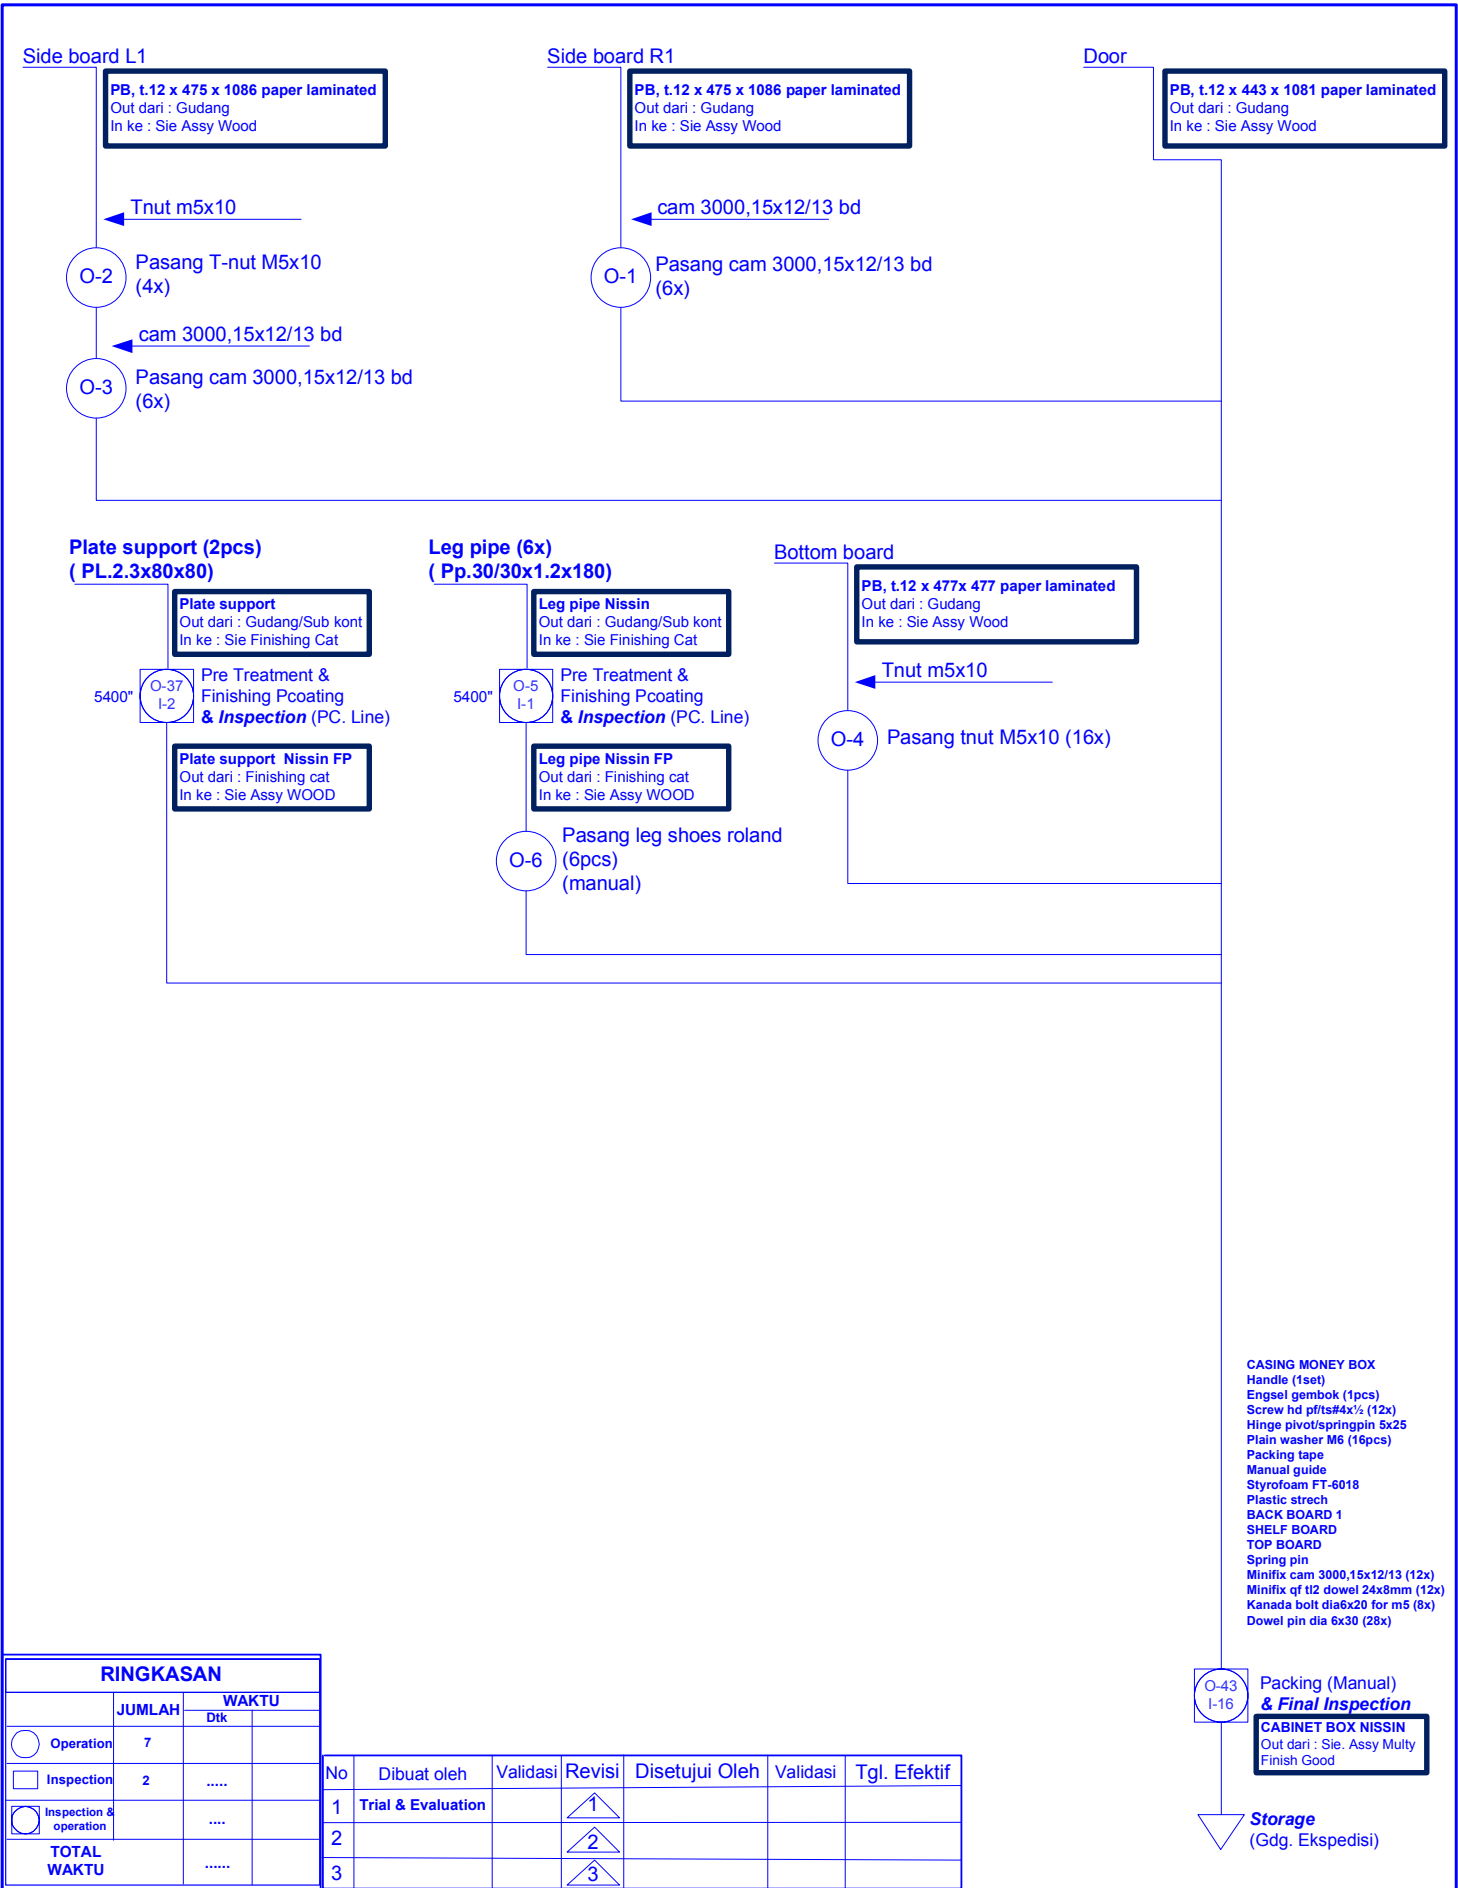 Side board L1
PB, t.12 x 475 x 1086 paper laminated
Out dari : Gudang
In ke : Sie Assy Wood
Tnut m5x10
O-2
Pasang T-nut M5x10
(4x)
cam 3000,15x12/13 bd
O-3
Pasang cam 3000,15x12/13 bd
(6x)
Side board R1
PB, t.12 x 475 x 1086 paper laminated
Out dari : Gudang
In ke : Sie Assy Wood
cam 3000,15x12/13 bd
O-1
Pasang cam 3000,15x12/13 bd
(6x)
Door
PB, t.12 x 443 x 1081 paper laminated
Out dari : Gudang
In ke : Sie Assy Wood
Plate support (2pcs)
( PL.2.3x80x80)
Plate support
Out dari : Gudang/Sub kont
In ke : Sie Finishing Cat
5400"
O-37
I-2
Pre Treatment &
Finishing Pcoating
& Inspection (PC. Line)
Plate support Nissin FP
Out dari : Finishing cat
In ke : Sie Assy WOOD
Leg pipe (6x)
( Pp.30/30x1.2x180)
Leg pipe Nissin
Out dari : Gudang/Sub kont
In ke : Sie Finishing Cat
5400"
O-5
I-1
Pre Treatment &
Finishing Pcoating
& Inspection (PC. Line)
Leg pipe Nissin FP
Out dari : Finishing cat
In ke : Sie Assy WOOD
O-6
Pasang leg shoes roland
(6pcs)
(manual)
Bottom board
PB, t.12 x 477x 477 paper laminated
Out dari : Gudang
In ke : Sie Assy Wood
Tnut m5x10
O-4
Pasang tnut M5x10 (16x)
CASING MONEY BOX
Handle (1set)
Engsel gembok (1pcs)
Screw hd pf/ts#4x½ (12x)
Hinge pivot/springpin 5x25
Plain washer M6 (16pcs)
Packing tape
Manual guide
Styrofoam FT-6018
Plastic strech
BACK BOARD 1
SHELF BOARD
TOP BOARD
Spring pin
Minifix cam 3000,15x12/13 (12x)
Minifix qf tl2 dowel 24x8mm (12x)
Kanada bolt dia6x20 for m5 (8x)
Dowel pin dia 6x30 (28x)
O-43
I-16
Packing (Manual)
& Final Inspection
CABINET BOX NISSIN
Out dari : Sie. Assy Multy
Finish Good
Storage
(Gdg. Ekspedisi)
RINGKASAN
JUMLAH WAKTU
Dtk
Operation 7
Inspection 2 .....
Inspection &
operation ....
TOTAL
WAKTU ......
No Dibuat oleh Validasi Revisi Disetujui Oleh Validasi Tgl. Efektif
1 Trial & Evaluation 1
2 2
3 3